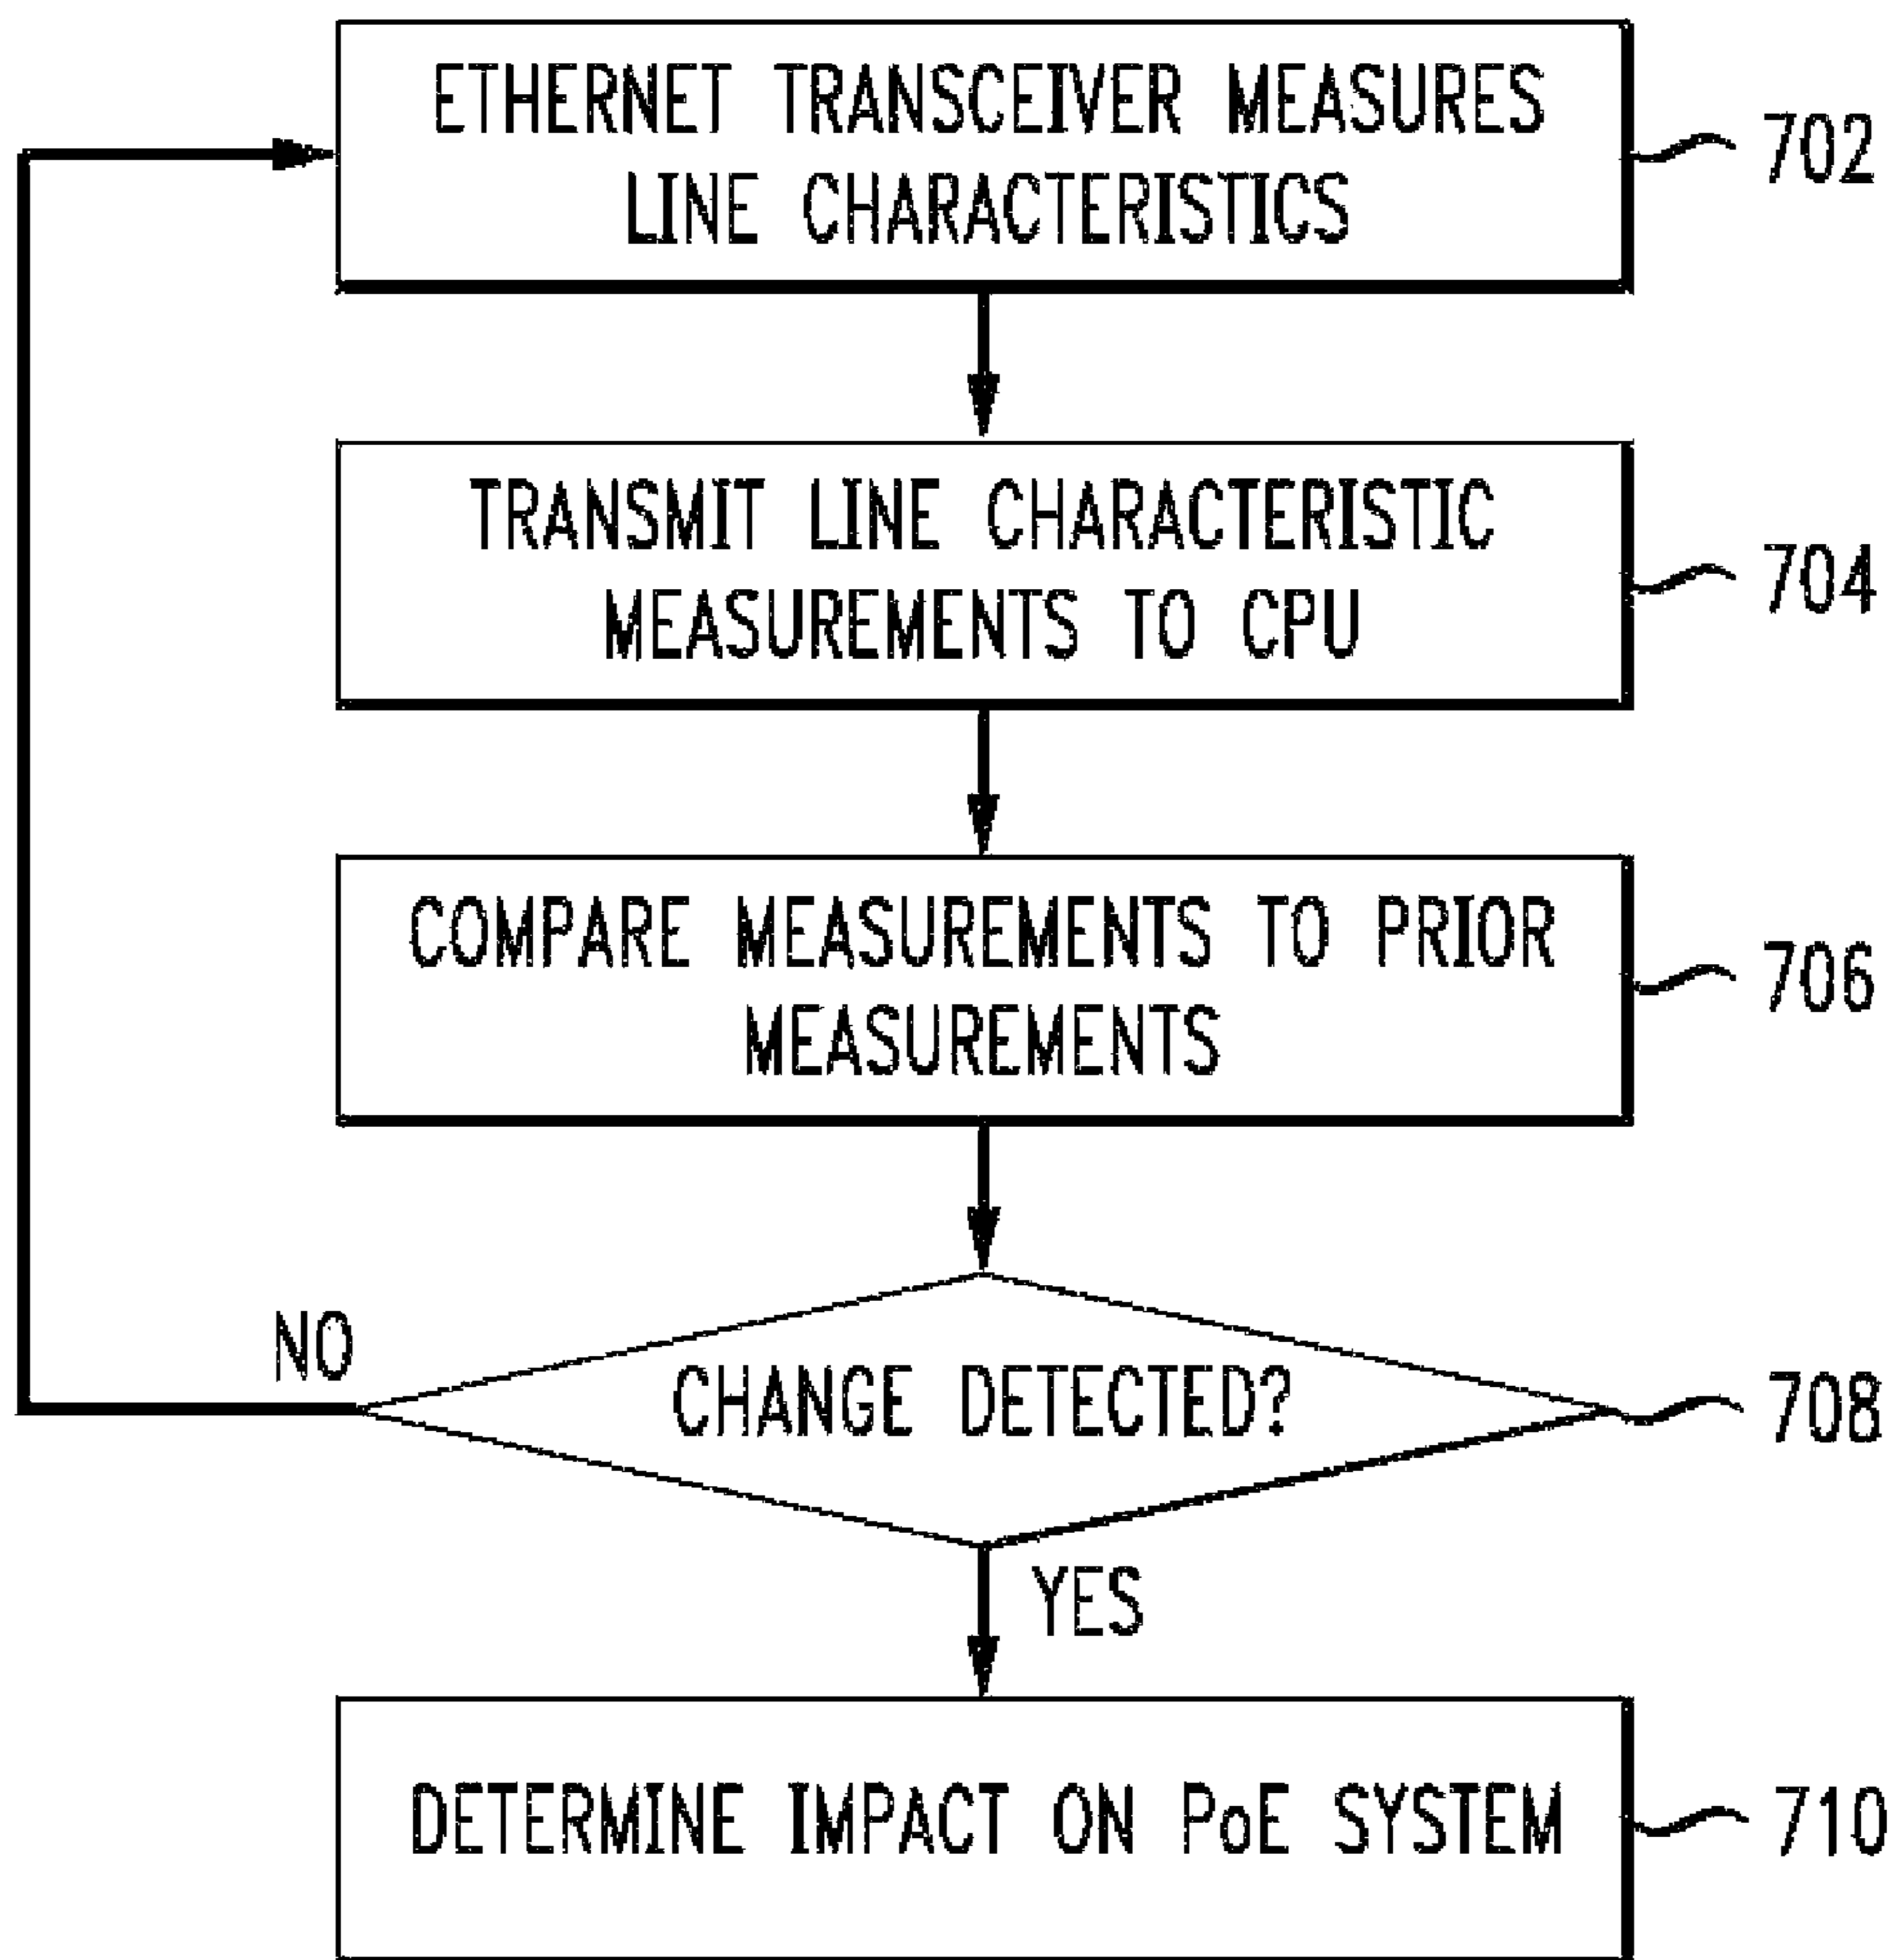 ETHERNET TRANSCEIVER MEASURES
LINE CHARACTERISTICS
702
TRANSMIT LINE CHARACTERISTIC
MEASUREMENTS TO CPU
704
COMPARE MEASUREMENTS TO PRIOR
MEASUREMENTS
706
NO
CHANGE DETECTED?
708
YES
DETERMINE IMPACT ON PoE SYSTEM
710